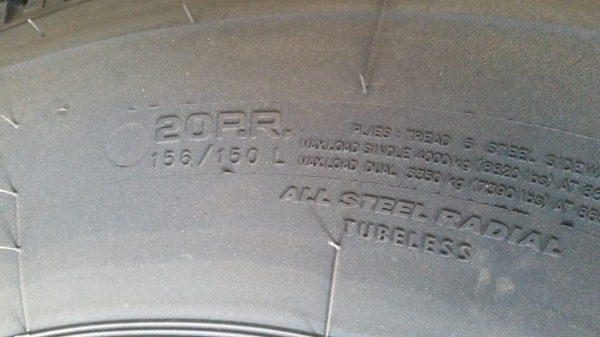 20P.R.
156/150 L
PLIES: TREAD 5 STEEL
MAX.LOAD SINGLE 4000 kg (8820 lbs) AT
MAX.LOAD DUAL 3350 kg (7390 lbs) AT
ALL STEEL RADIAL
TUBELESS